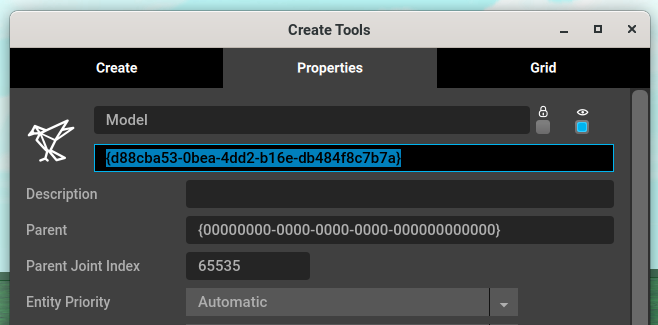 Create Tools
Create Properties Grid
Model
{d88cba53-0bea-4dd2-b16e-db484f8c7b7a}
Description
Parent {00000000-0000-0000-0000-000000000000}
Parent Joint Index 65535
Entity Priority Automatic